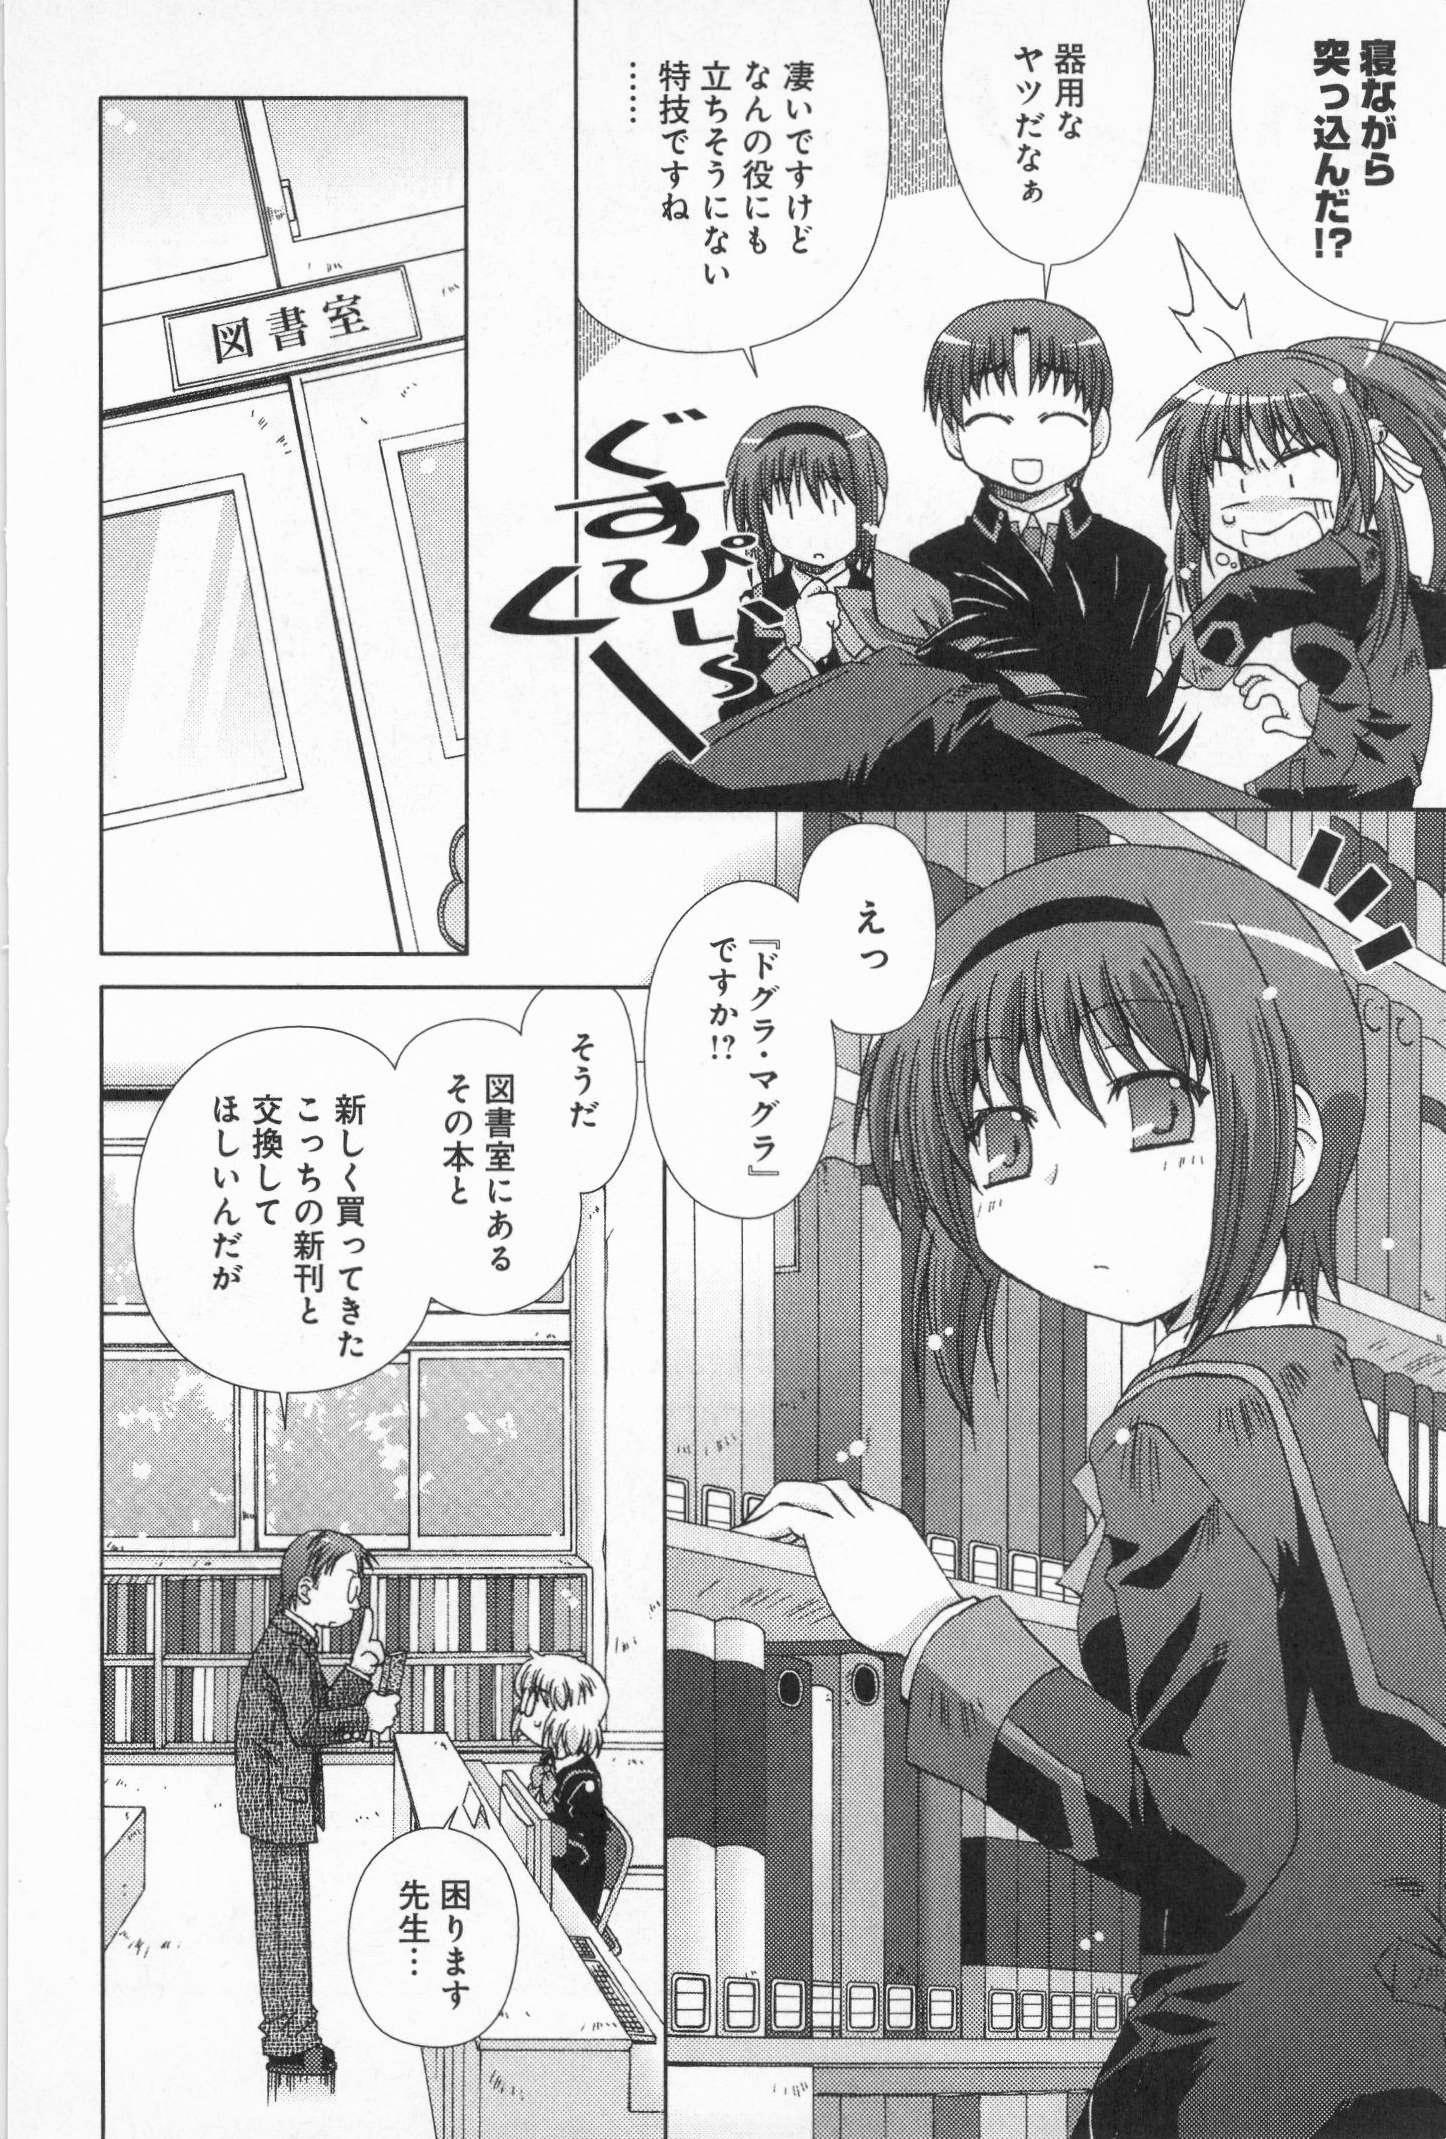 寝ながら
突っ込んだ!?
器用な
ヤツだなぁ
凄いですけど
なんの役にも
立ちそうにない
特技ですね
……
ぐすぴー
図書室
えっ
『ドグラ・マグラ』
ですか!?
そうだ
図書室にある
その本と
新しく買ってきた
こっちの新刊と
交換して
ほしいんだが
困ります
先生…